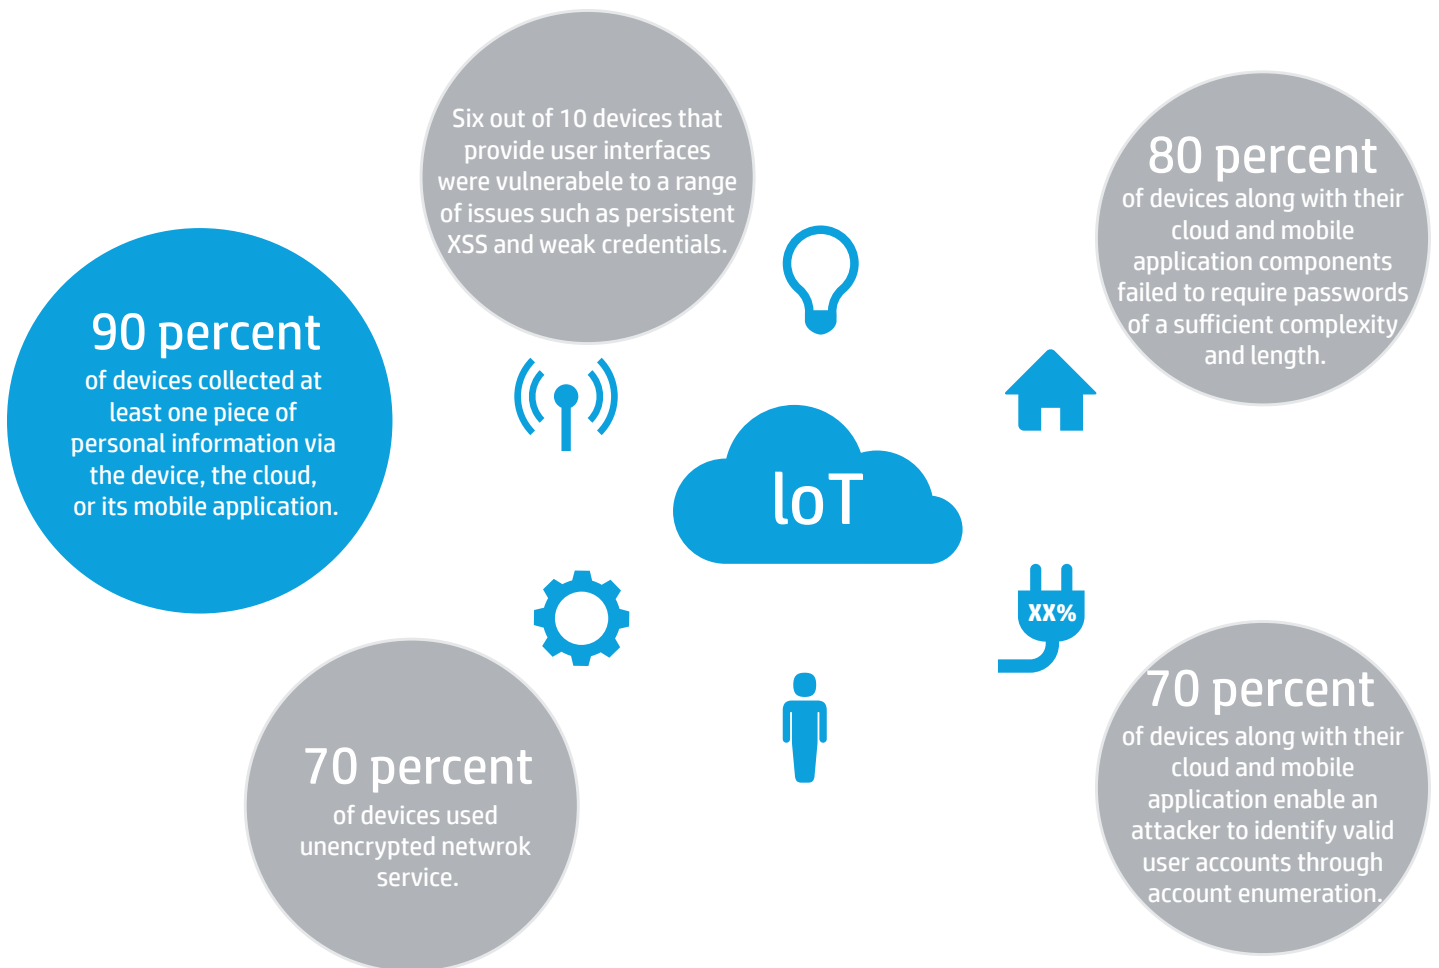 Six out of 10 devices that
provide user interfaces
were vulnerabele to a range
of issues such as persistent
XSS and weak credentials.
80 percent
of devices along with their
cloud and mobile
application components
failed to require passwords
of a sufficient complexity
and length.
90 percent
of devices collected at
least one piece of
personal information via
the device, the cloud,
or its mobile application.
loT
XX%
70 percent
of devices used
unencrypted netwrok
service.
70 percent
of devices along with their
cloud and mobile
application enable an
attacker to identify valid
user accounts through
account enumeration.